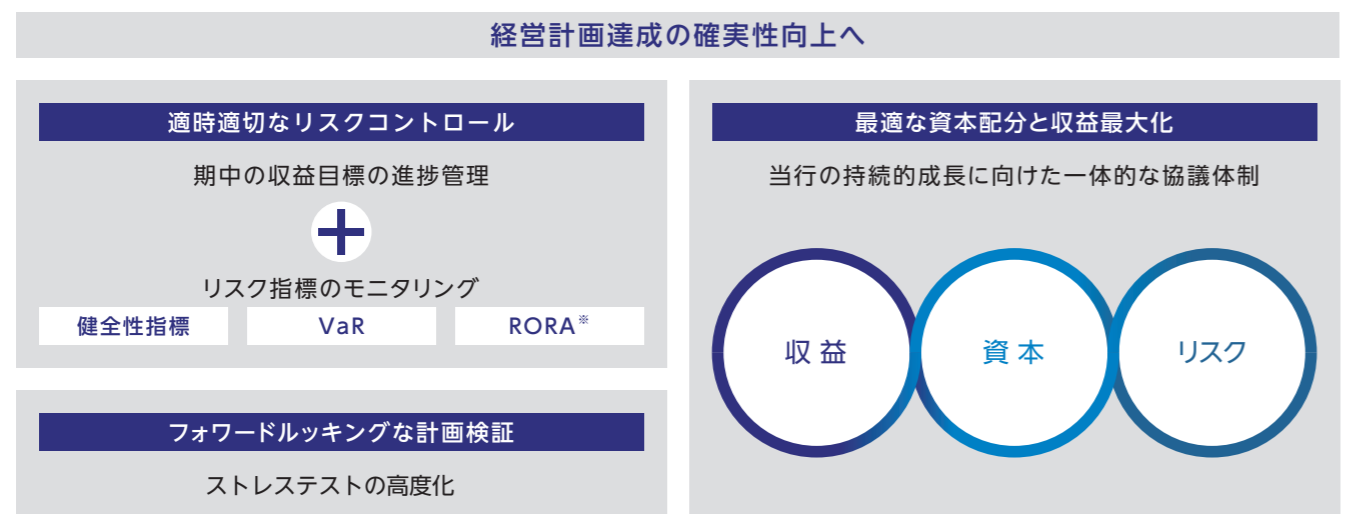 経営計画達成の確実性向上へ
適時適切なリスクコントロール
期中の収益目標の進捗管理
+
リスク指標のモニタリング
健全性指標
VaR
RORA※
フォワードルッキングな計画検証
ストレステストの高度化
最適な資本配分と収益最大化
当行の持続的成長に向けた一体的な協議体制
収益
資本
リスク